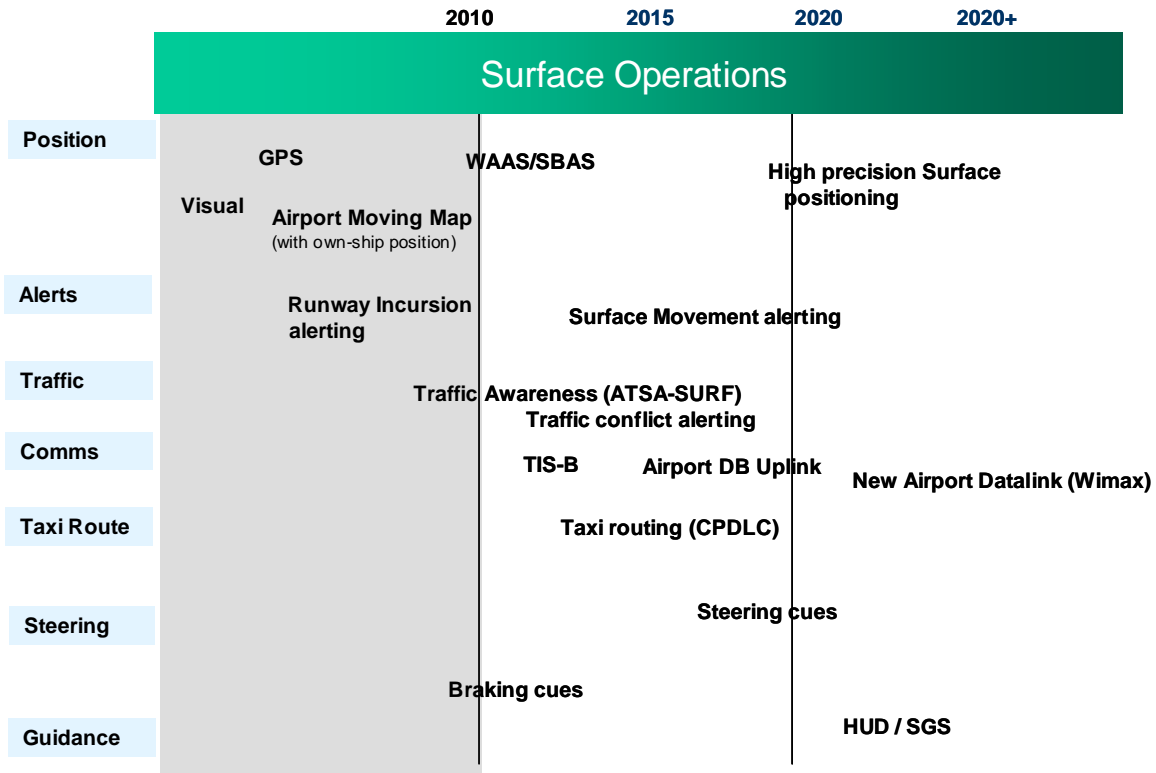 2010 2015 2020 2020+
Surface Operations
Position
GPS
WAAS/SBAS
High precision Surface
positioning
Visual
Airport Moving Map
(with own-ship position)
Alerts
Runway Incursion
alerting
Surface Movement alerting
Traffic
Traffic Awareness (ATSA-SURF)
Traffic conflict alerting
Comms
TIS-B
Airport DB Uplink
New Airport Datalink (Wimax)
Taxi Route
Taxi routing (CPDLC)
Steering
Steering cues
Braking cues
Guidance
HUD / SGS